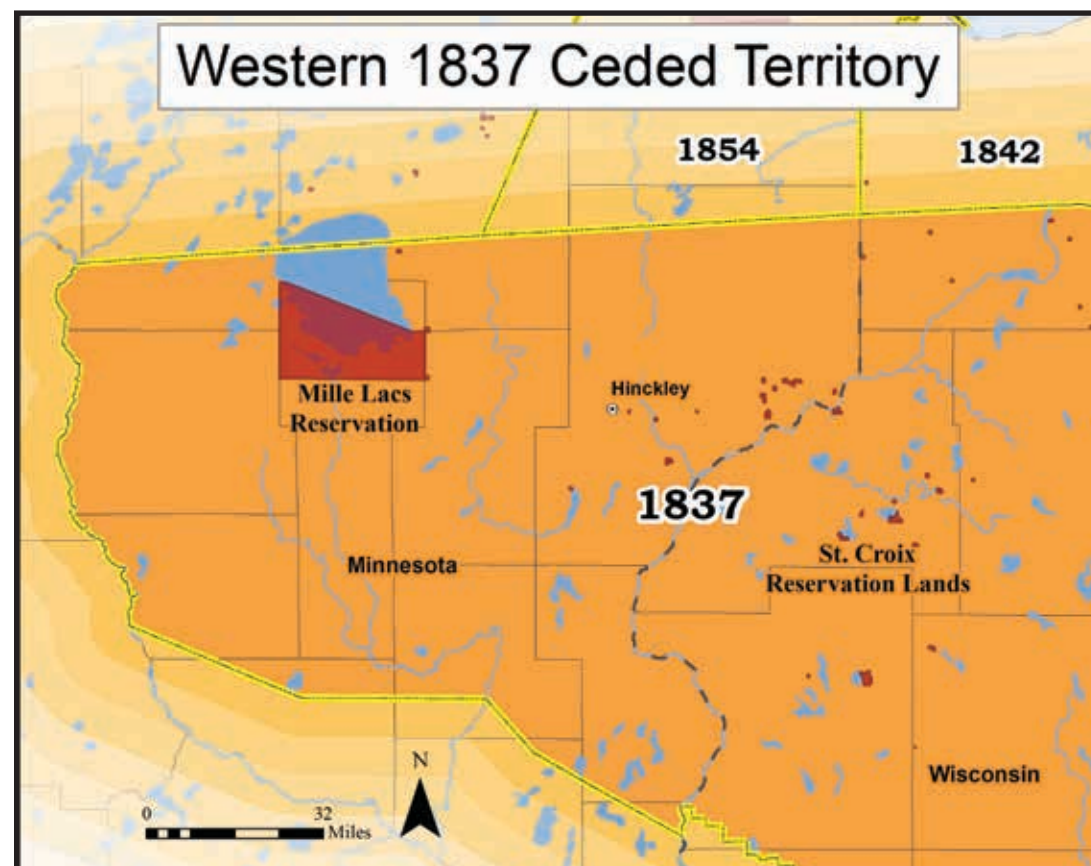 Western 1837 Ceded Territory
1854
1842
Mille Lacs
Reservation
Hinckley
1837
Minnesota
St. Croix
Reservation Lands
Wisconsin
N
0 32
Miles